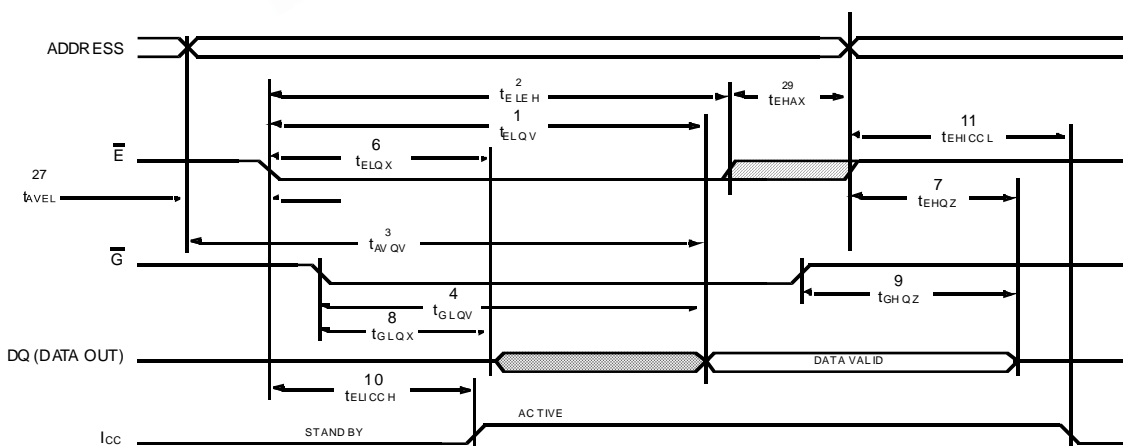 ADDRESS
2
tELEH
29
tEHAX
1
tELQV
11
tEHICCL
6
tELQX
E
27
tAVEL
7
tEHQZ
3
tAVQV
G
9
tGHQZ
4
tGLQV
8
tGLQX
DQ (DATA OUT)
DATA VALID
10
tELICCH
ACTIVE
STANDBY
ICC